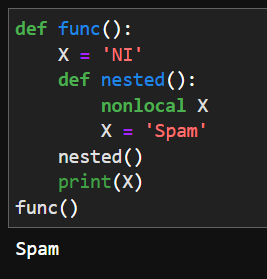 def func():
    X = 'NI'
    def nested():
        nonlocal X
        X = 'Spam'
    nested()
    print(X)
func()
Spam